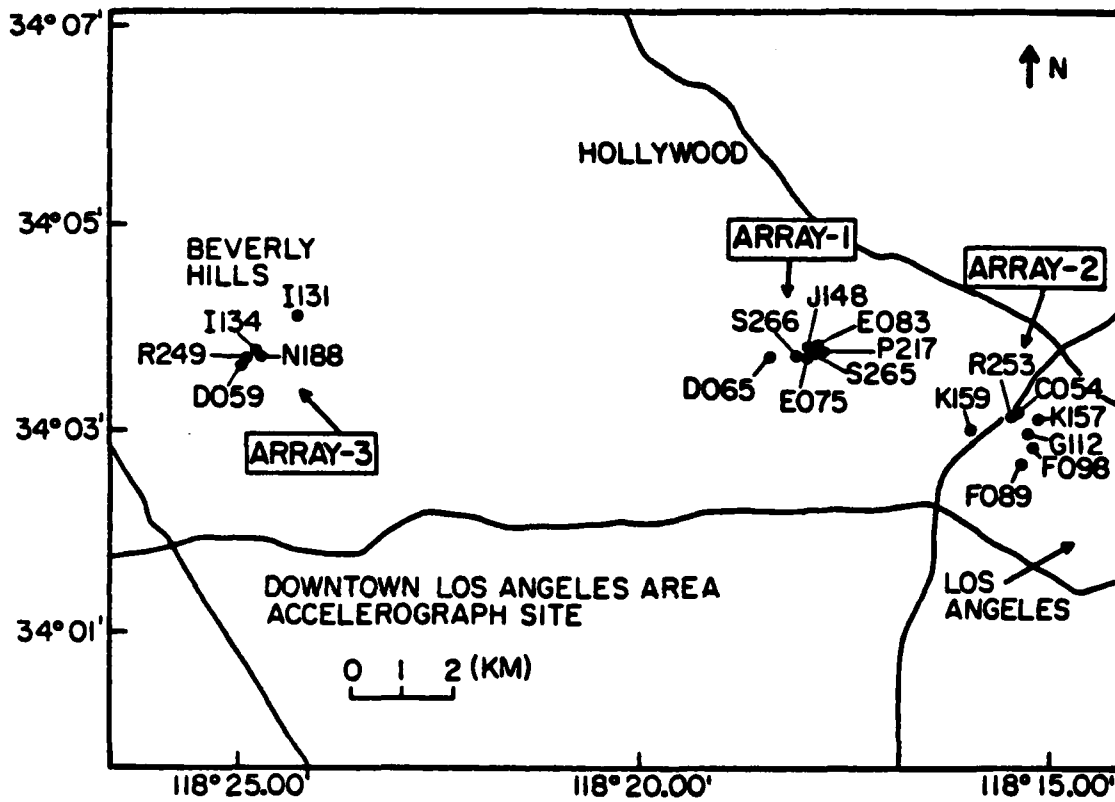 34° 07'
N
HOLLYWOOD
34° 05'
BEVERLY
HILLS
ARRAY-1
ARRAY-2
I131
J148
I134
S266
E083
R249
N188
P217
R253
D059
D065
S265
C054
E075
K159
K157
34° 03'
ARRAY-3
G112
F098
F089
DOWNTOWN LOS ANGELES AREA
ACCELEROGRAPH SITE
LOS
ANGELES
34° 01'
0 1 2 (KM)
118° 25.00'
118° 20.00'
118° 15.00'